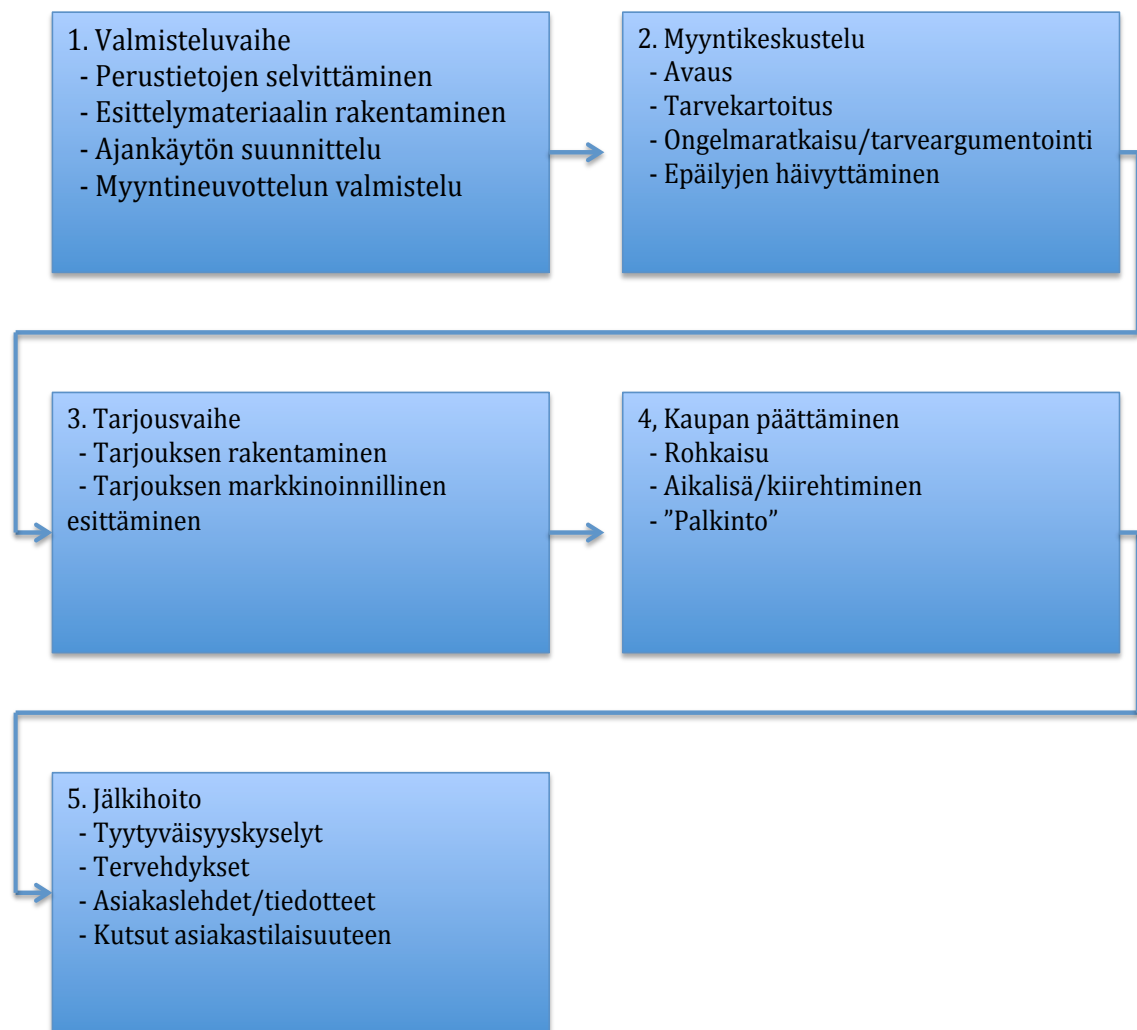 1. Valmisteluvaihe
- Perustietojen selvittäminen
- Esittelymateriaalin rakentaminen
- Ajankäytön suunnittelu
- Myyntineuvottelun valmistelu
2. Myyntikeskustelu
- Avaus
- Tarvekartoitus
- Ongelmaratkaisu/tarveargumentointi
- Epäilyjen häivyttäminen
3. Tarjousvaihe
- Tarjouksen rakentaminen
- Tarjouksen markkinoinnillinen
esittäminen
4, Kaupan päättäminen
- Rohkaisu
- Aikalisä/kiirehtiminen
- ”Palkinto”
5. Jälkihoito
- Tyytyväisyyskyselyt
- Tervehdykset
- Asiakaslehdet/tiedotteet
- Kutsut asiakastilaisuuteen